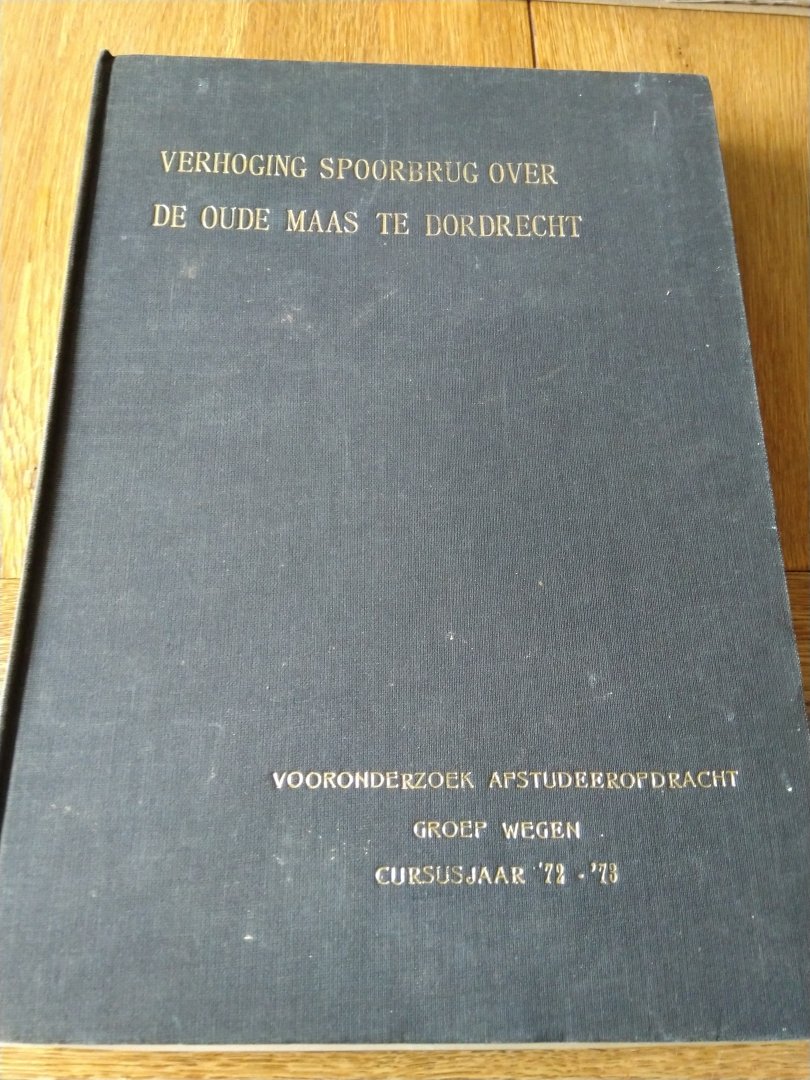 VERHOGING SPOORBRUG OVER
DE OUDE MAAS TE DORDRECHT
VOORONDERZOEK AFSTUDEEROPDRACHT
GROEP WEGEN
CURSUSJAAR '72 - '73